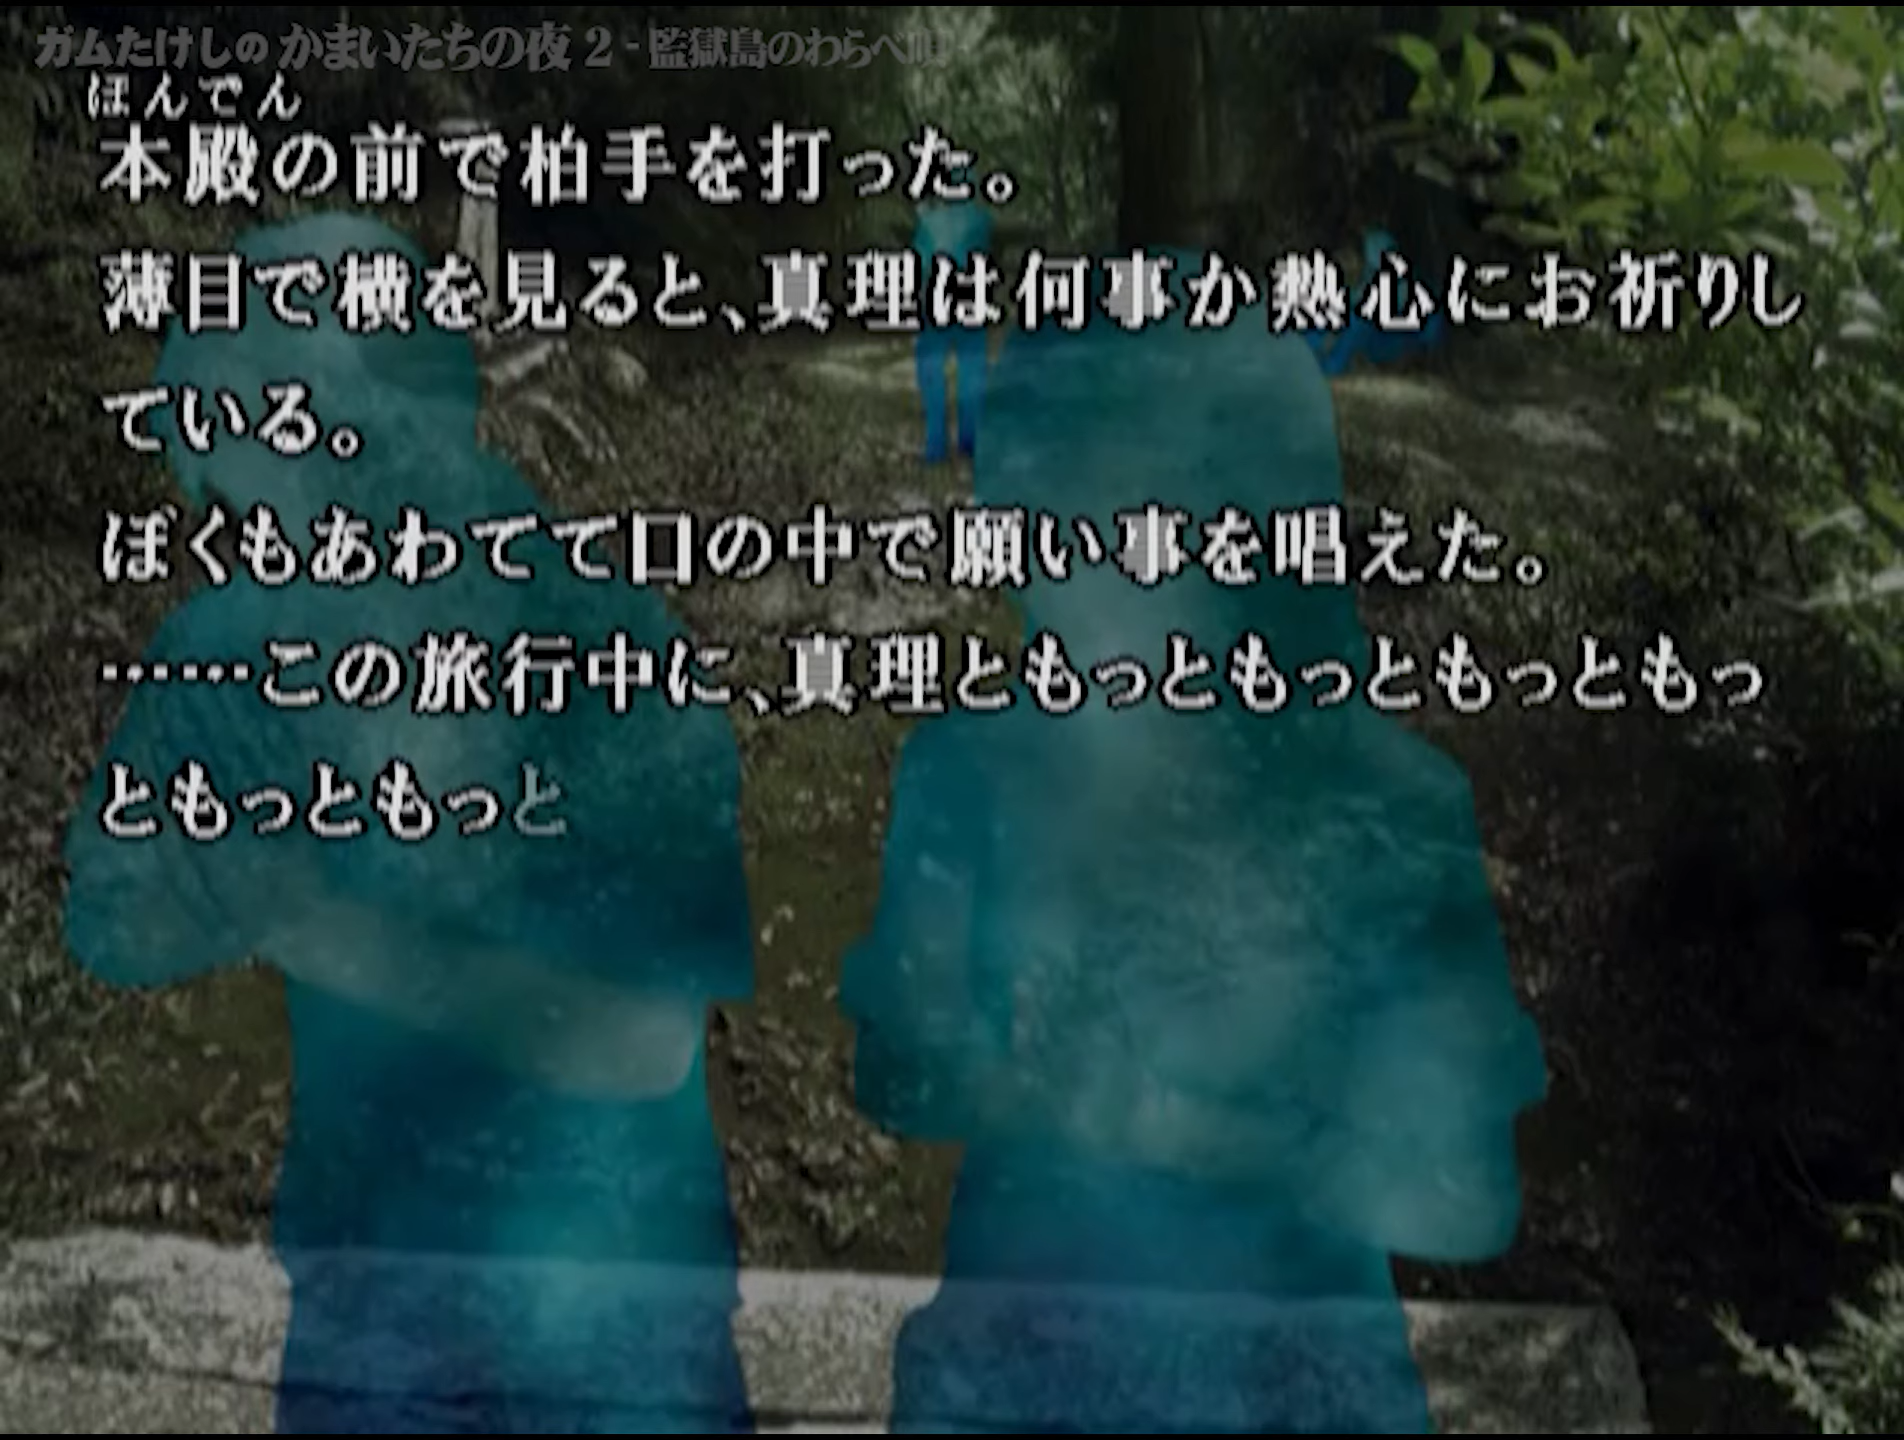 ガムたけしの かまいたちの夜 2 - 監獄島のわらべ唄
ほんでん
本殿の前で柏手を打った。
薄目で横を見ると、真理は何事か熱心にお祈りし
ている。
ぼくもあわてて口の中で願い事を唱えた。
……この旅行中に、真理ともっともっともっともっ
ともっともっと